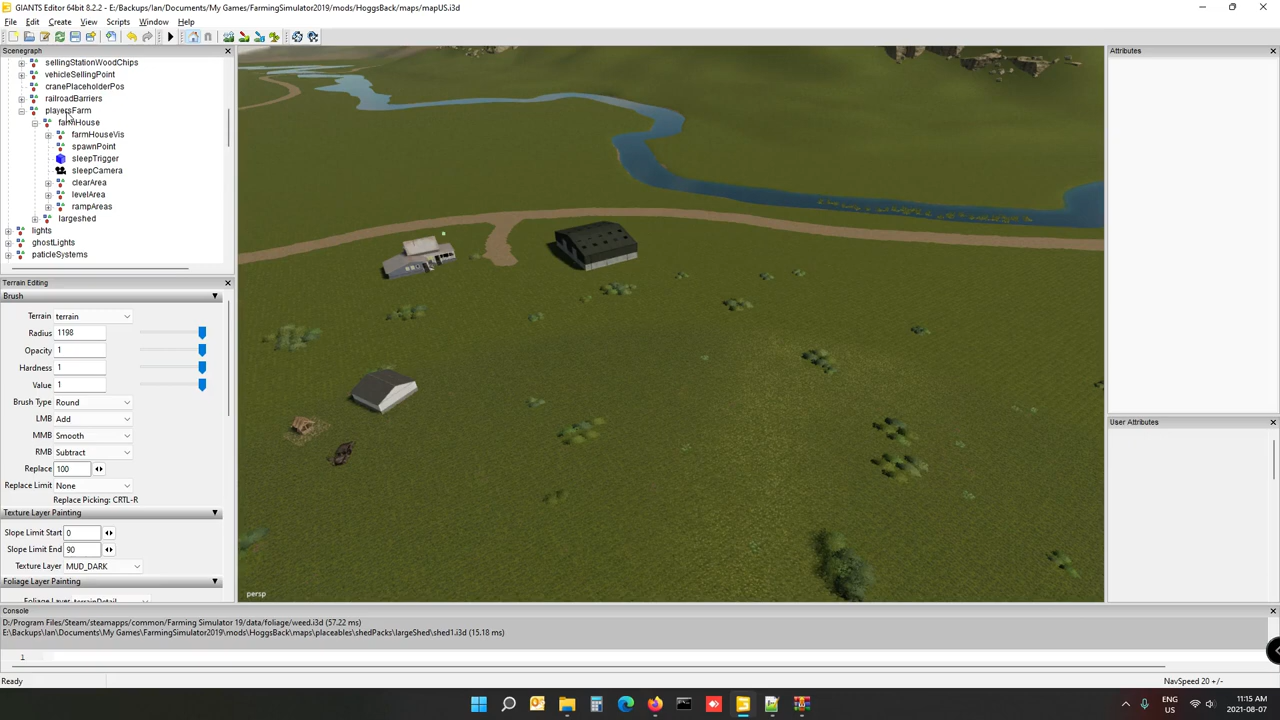 GIANTS Editor 64bit 8.2.2 - E:/Backups/Ian/Documents/My Games/FarmingSimulator2019/mods/HoggsBack/maps/mapUS.i3d
File Edit Create View Scripts Window Help
Scenegraph
sellingStationWoodChips
vehicleSellingPoint
cranePlaceholderPos
railroadBarriers
playersFarm
farmHouse
farmHouseVis
spawnPoint
sleepTrigger
sleepCamera
clearArea
levelArea
rampAreas
largeshed
lights
ghostLights
paticleSystems
Terrain Editing
Brush
Terrain terrain
Radius 1198
Opacity 1
Hardness 1
Value 1
Brush Type Round
LMB Add
MMB Smooth
RMB Subtract
Replace 100
Replace Limit None
Replace Picking: CRTL-R
Texture Layer Painting
Slope Limit Start 0
Slope Limit End 90
Texture Layer MUD_DARK
Foliage Layer Painting
Foliage Layer terrainDetail
persp
Attributes
User Attributes
Console
D:/Program Files/Steam/steamapps/common/Farming Simulator 19/data/foliage/weed.i3d (57.22 ms)
E:\Backups\Ian\Documents\My Games\FarmingSimulator2019\mods\HoggsBack\maps\placeables\shedPacks\largeShed\shed1.i3d (15.18 ms)
1
Ready
NavSpeed 20 +/-
ENG
US
11:15 AM
2021-08-07